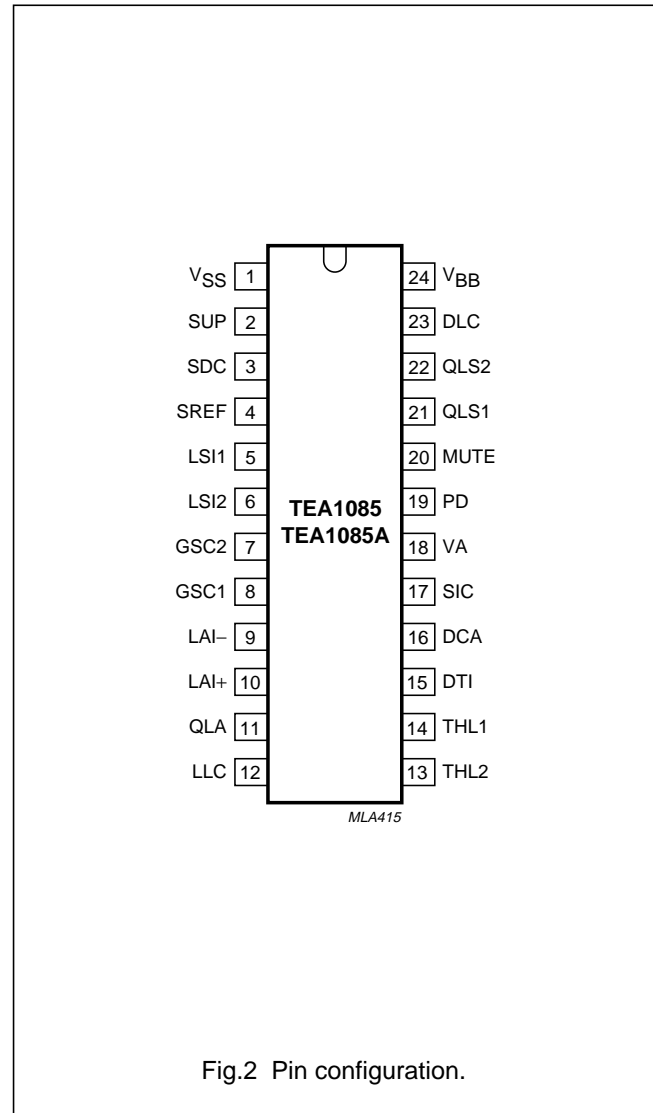 VSS 1 24 VBB
SUP 2 23 DLC
SDC 3 22 QLS2
SREF 4 21 QLS1
LSI1 5 20 MUTE
LSI2 6 19 PD
TEA1085
TEA1085A
GSC2 7 18 VA
GSC1 8 17 SIC
LAI− 9 16 DCA
LAI+ 10 15 DTI
QLA 11 14 THL1
LLC 12 13 THL2
MLA415
Fig.2 Pin configuration.